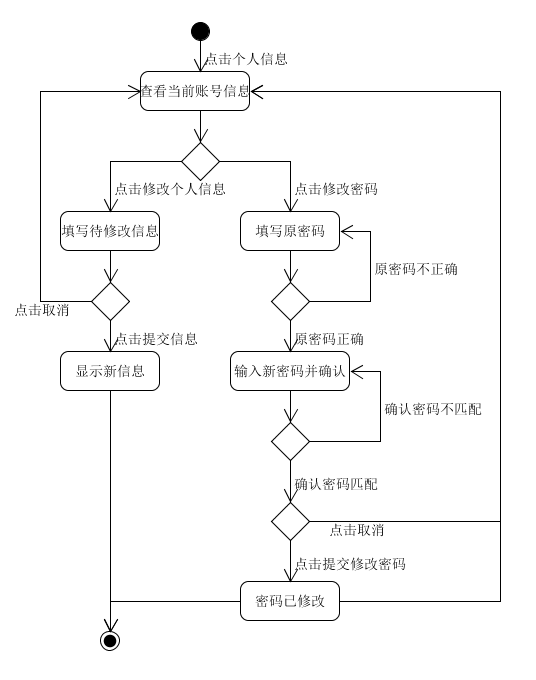 点击个人信息
查看当前账号信息
点击修改个人信息
点击修改密码
填写待修改信息
填写原密码
原密码不正确
点击取消
点击提交信息
原密码正确
显示新信息
输入新密码并确认
确认密码不匹配
确认密码匹配
点击取消
点击提交修改密码
密码已修改